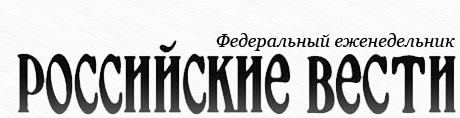 Федеральный еженедельник
РОССИЙСКИЕ ВЕСТИ